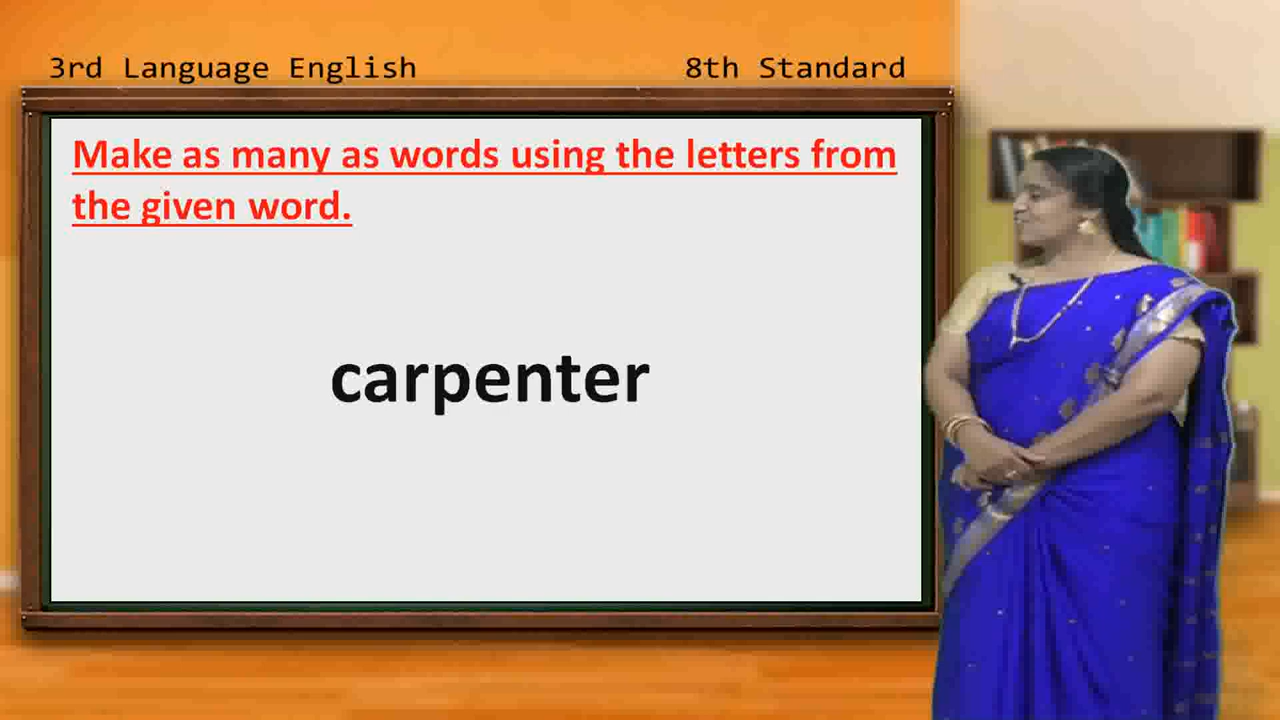 3rd Language English 8th Standard
Make as many as words using the letters from
the given word.
carpenter